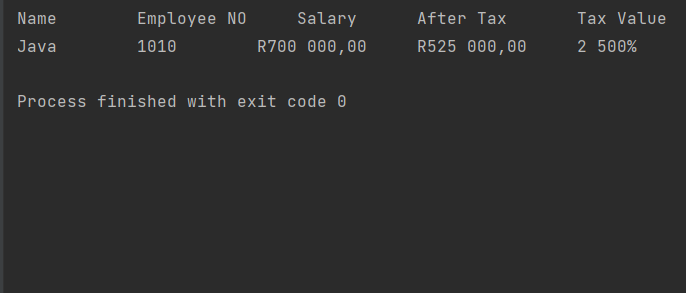 Name        Employee NO     Salary      After Tax       Tax Value
Java        1010        R700 000,00     R525 000,00     2 500%
Process finished with exit code 0